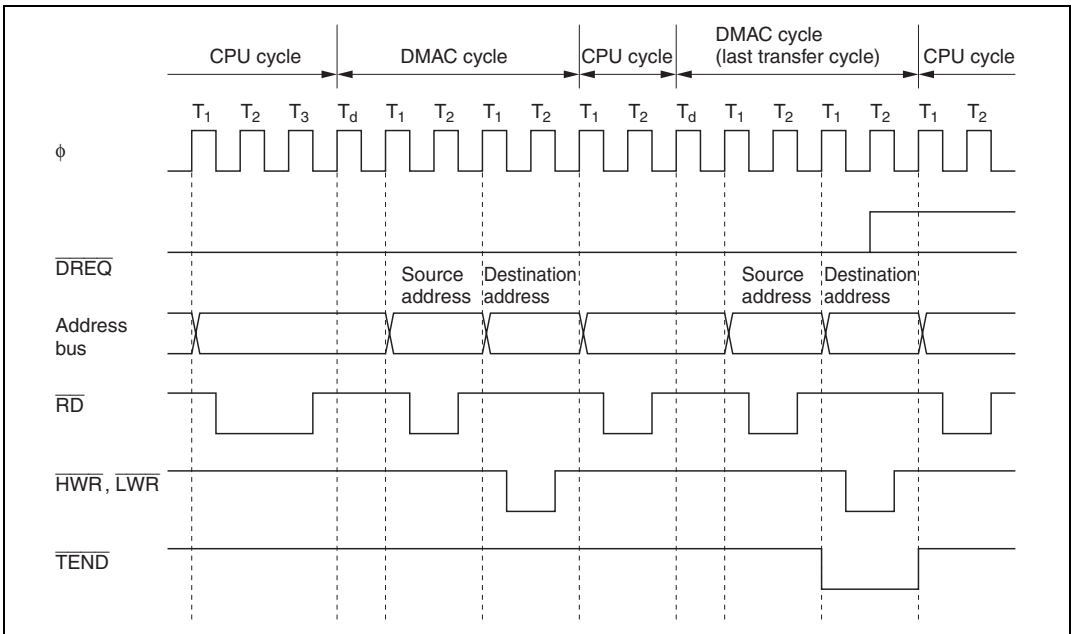 DMAC cycle
(last transfer cycle)
CPU cycle DMAC cycle CPU cycle CPU cycle
T1 T2 T3 Td T1 T2 T1 T2 T1 T2 Td T1 T2 T1 T2 T1 T2
ϕ
DREQ
Source Destination Source Destination
address address address address
Address
bus
RD
HWR, LWR
TEND